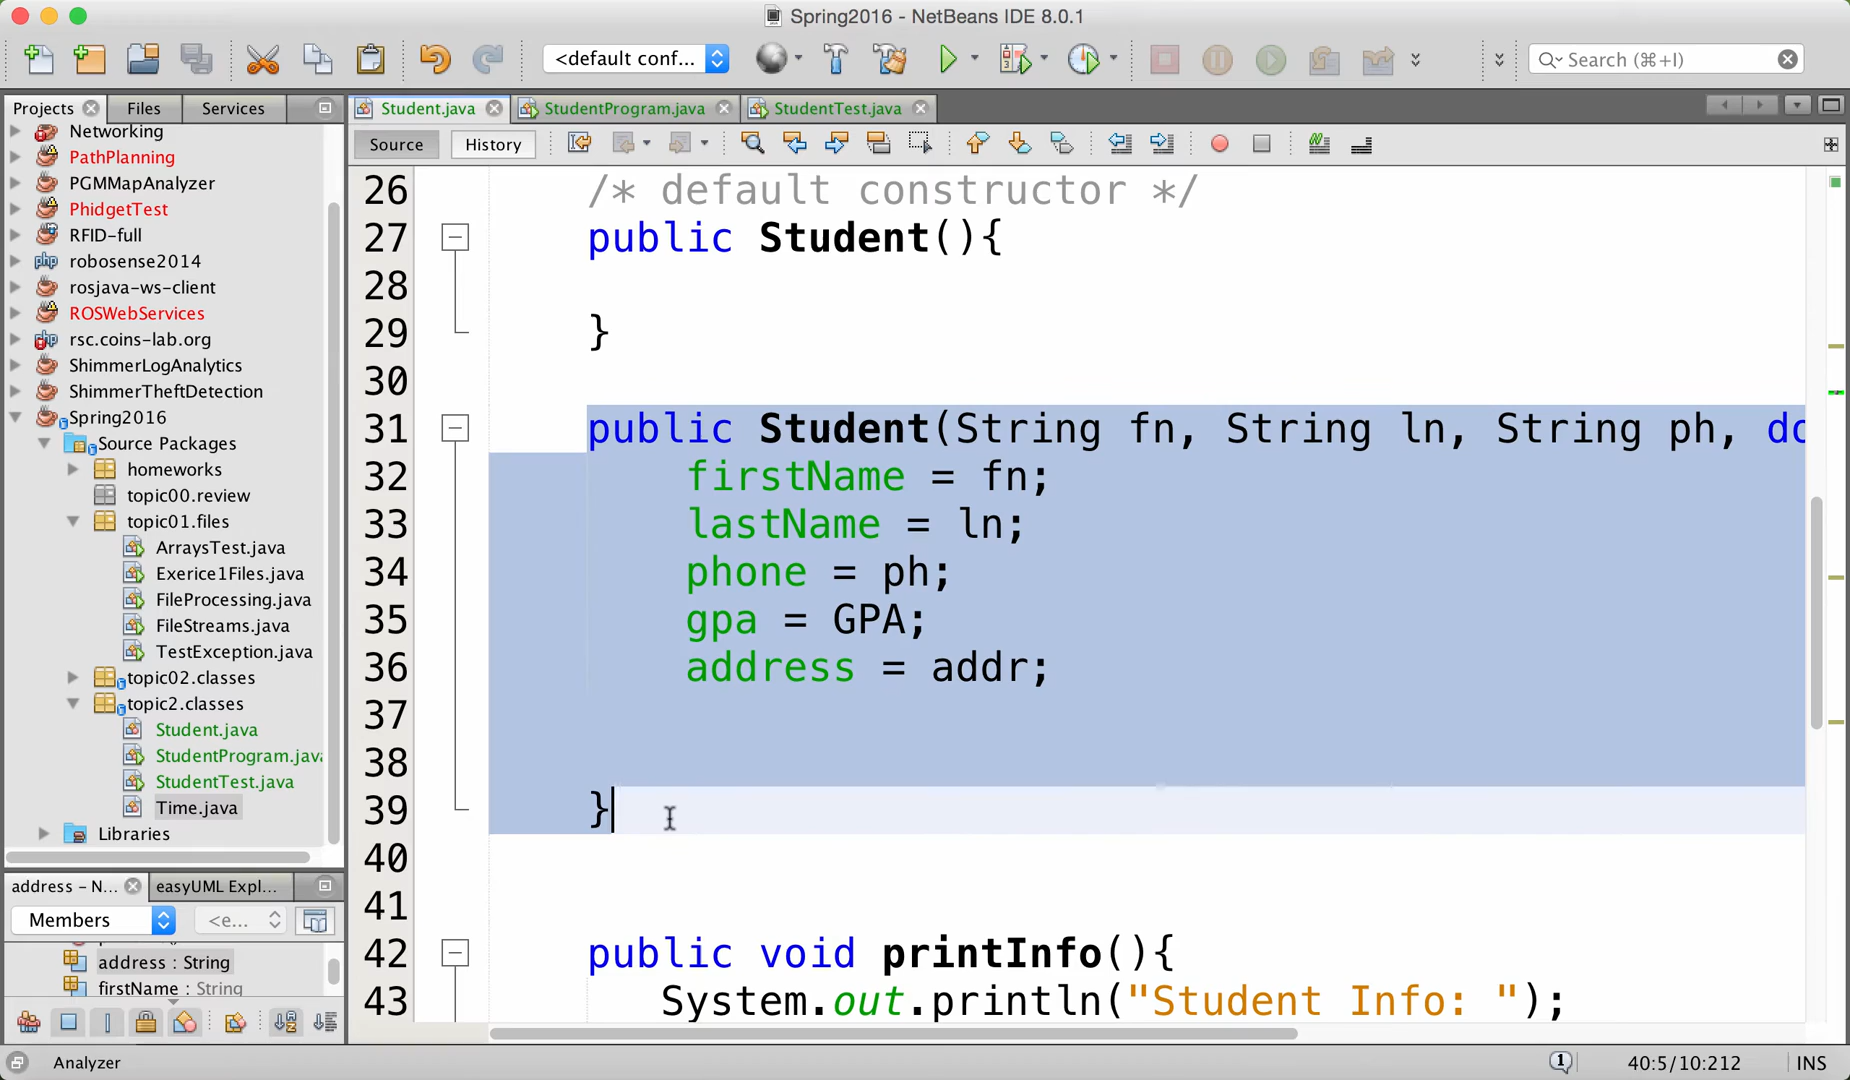 Spring2016 - NetBeans IDE 8.0.1
<default conf...
Search (⌘+I)
Projects
Files
Services
Student.java
StudentProgram.java
StudentTest.java
Source
History
Networking
PathPlanning
PGMMapAnalyzer
PhidgetTest
RFID-full
robosense2014
rosjava-ws-client
ROSWebServices
rsc.coins-lab.org
ShimmerLogAnalytics
ShimmerTheftDetection
Spring2016
Source Packages
homeworks
topic00.review
topic01.files
ArraysTest.java
Exerice1Files.java
FileProcessing.java
FileStreams.java
TestException.java
topic02.classes
topic2.classes
Student.java
StudentProgram.java
StudentTest.java
Time.java
Libraries
address - N...
easyUML Expl...
Members
<e...
address : String
firstName : String
26 /* default constructor */
27 public Student(){
28
29 }
30
31 public Student(String fn, String ln, String ph, do
32 firstName = fn;
33 lastName = ln;
34 phone = ph;
35 gpa = GPA;
36 address = addr;
37
38
39 }
40
41
42 public void printInfo(){
43 System.out.println("Student Info: ");
Analyzer
1
40:5/10:212
INS